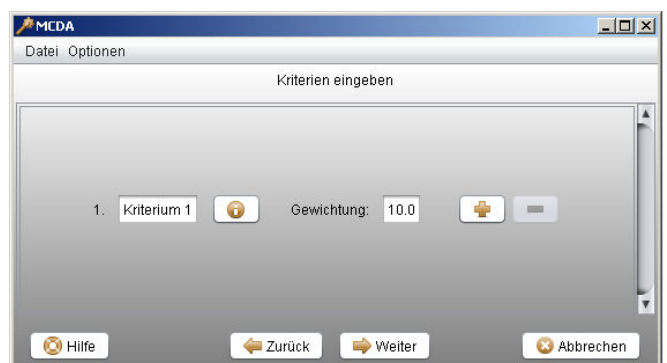 MCDA
Datei Optionen
Kriterien eingeben
1. Kriterium 1 Gewichtung: 10.0
Hilfe Zurück Weiter Abbrechen